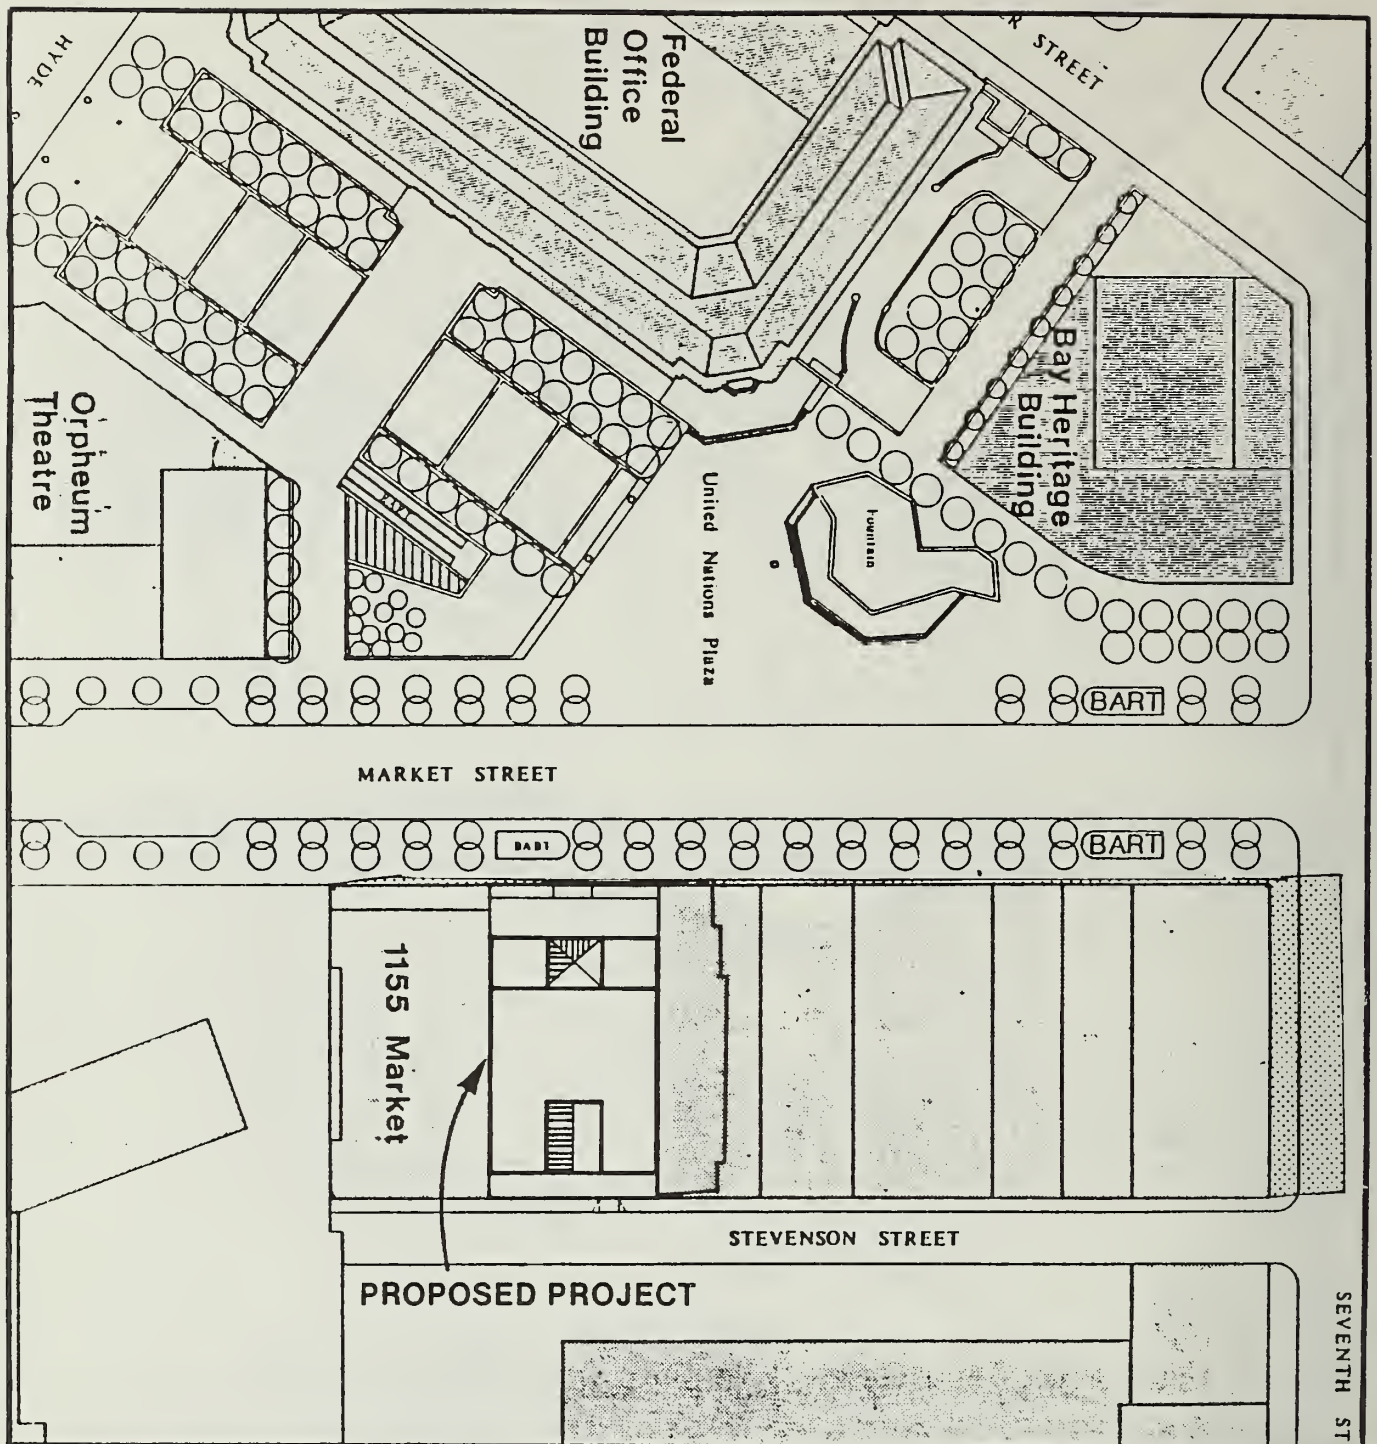 HYDE
Federal
Office
Building
ER STREET
Bay Heritage
Building
Orpheum
Theatre
United Nations Plaza
Fountain
BART
MARKET STREET
BART
BART
1155 Market
STEVENSON STREET
PROPOSED PROJECT
SEVENTH ST